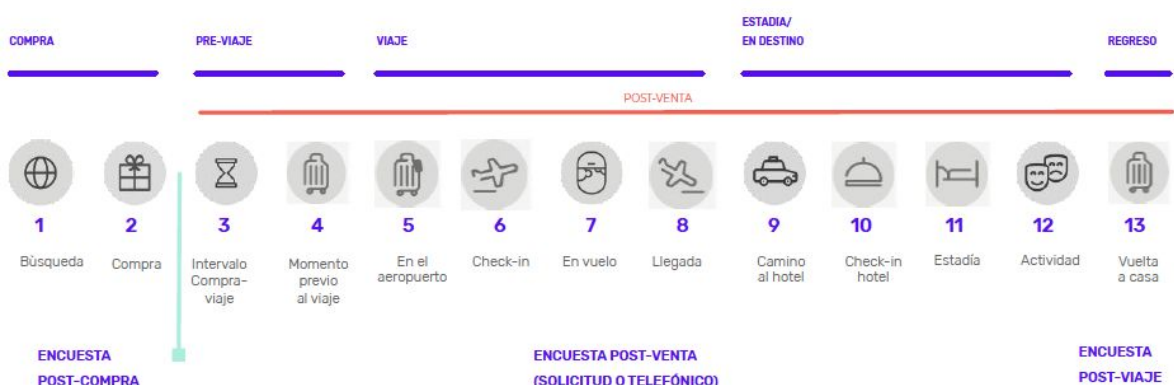 COMPRA
PRE-VIAJE
VIAJE
ESTADIA/
EN DESTINO
REGRESO
POST-VENTA
1
Bùsqueda
2
Compra
3
Intervalo
Compra-
viaje
4
Momento
previo
al viaje
5
En el
aeropuerto
6
Check-in
7
En vuelo
8
Llegada
9
Camino
al hotel
10
Check-in
hotel
11
Estadía
12
Actividad
13
Vuelta
a casa
ENCUESTA
POST-COMPRA
ENCUESTA POST-VENTA
(SOLICITUD O TELEFÓNICO)
ENCUESTA
POST-VIAJE